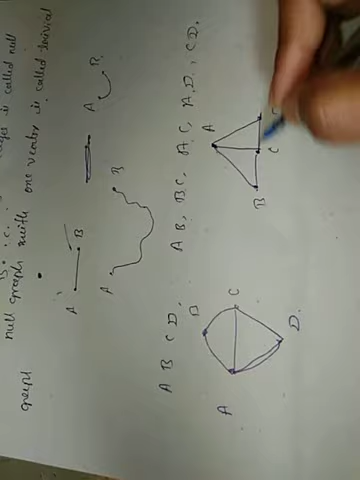 is called null
B. .C.
null graph with one vertex is called trivial
graph
A B
A B
A B
A B C D,
A B, B C, A C, A D, C D.
A C D.
B C A